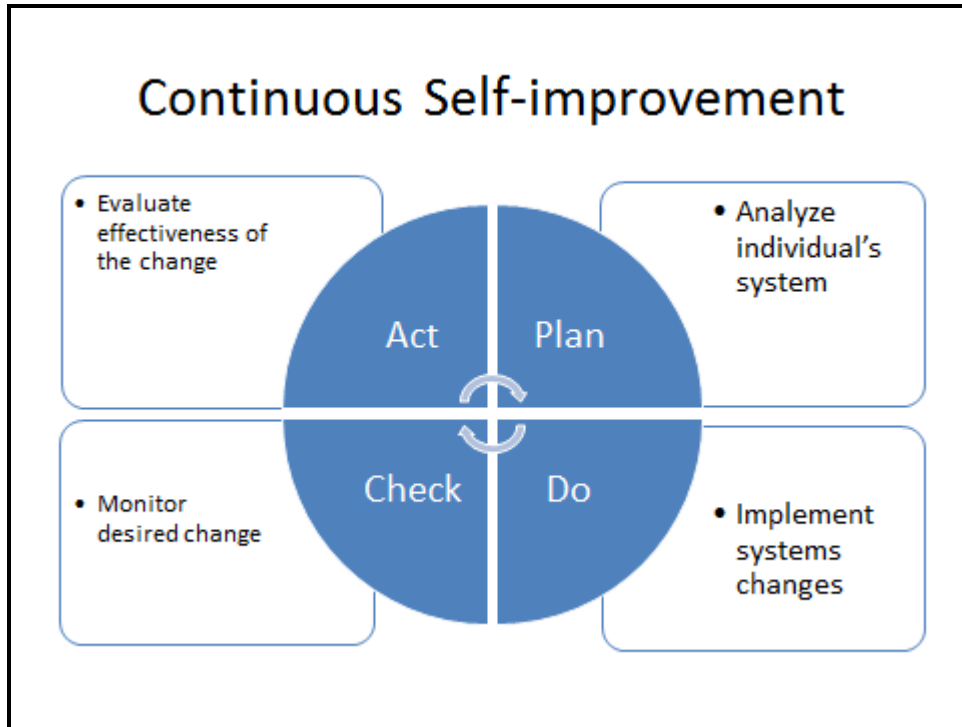 Continuous Self-improvement
• Evaluate
effectiveness of
the change
• Analyze
individual’s
system
Act
Plan
Check
Do
• Monitor
desired change
• Implement
systems
changes